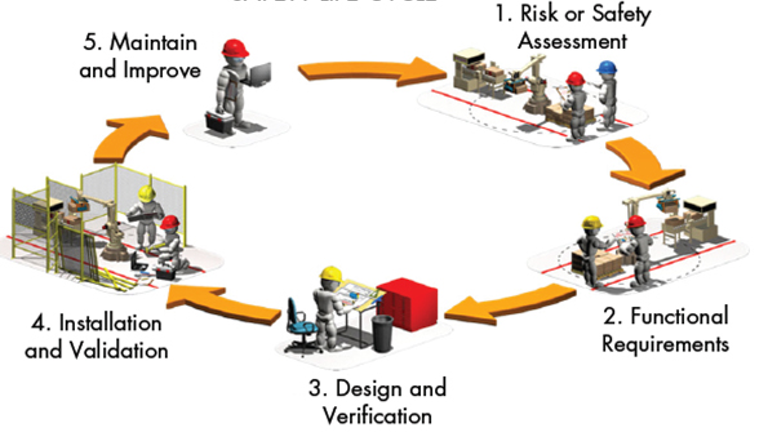 1. Risk or Safety
Assessment
2. Functional
Requirements
3. Design and
Verification
4. Installation
and Validation
5. Maintain
and Improve